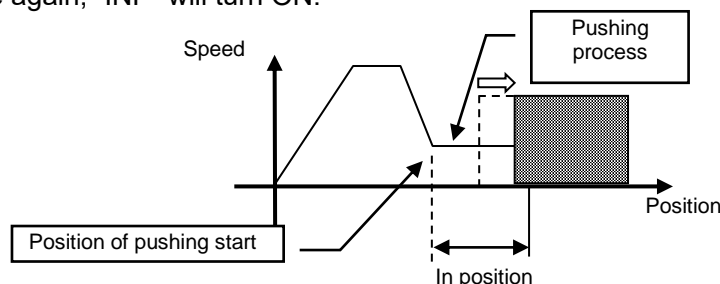 again, "INP" will turn ON.
Pushing
process
Speed
Position
Position of pushing start
In position